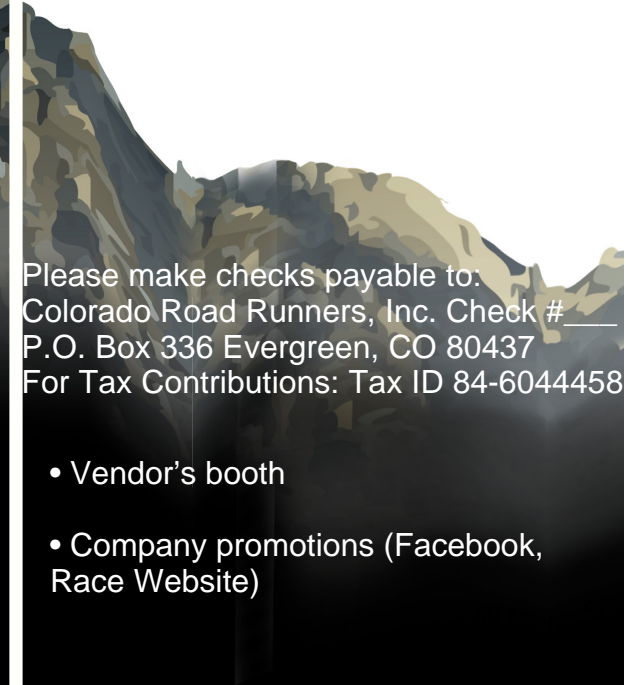 Please make checks payable to:
Colorado Road Runners, Inc. Check #___
P.O. Box 336 Evergreen, CO 80437
For Tax Contributions: Tax ID 84-6044458
• Vendor’s booth
• Company promotions (Facebook,
Race Website)